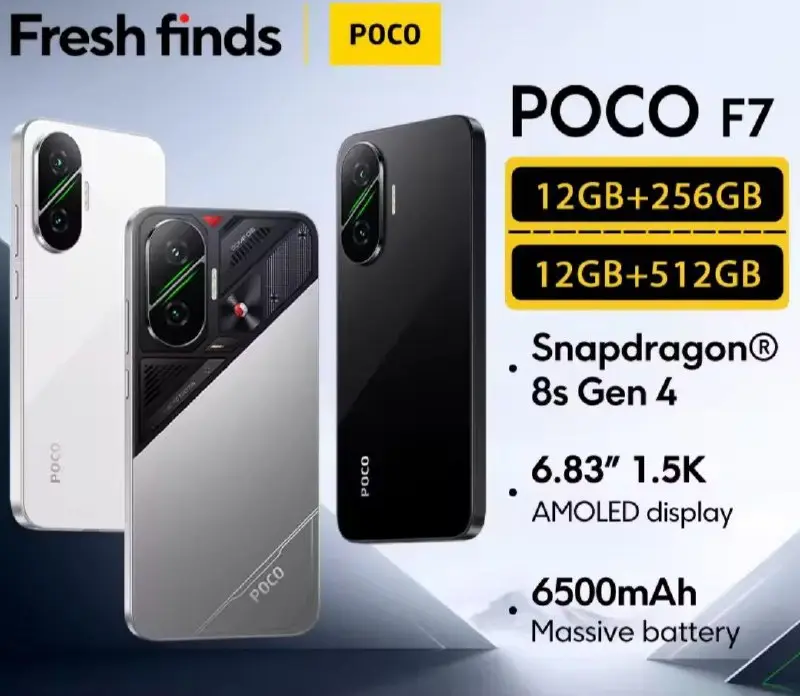 Fresh finds
POCO
POCO F7
12GB+256GB
12GB+512GB
Snapdragon®
8s Gen 4
6.83″ 1.5K
AMOLED display
6500mAh
Massive battery
POCO
POCO
POCO